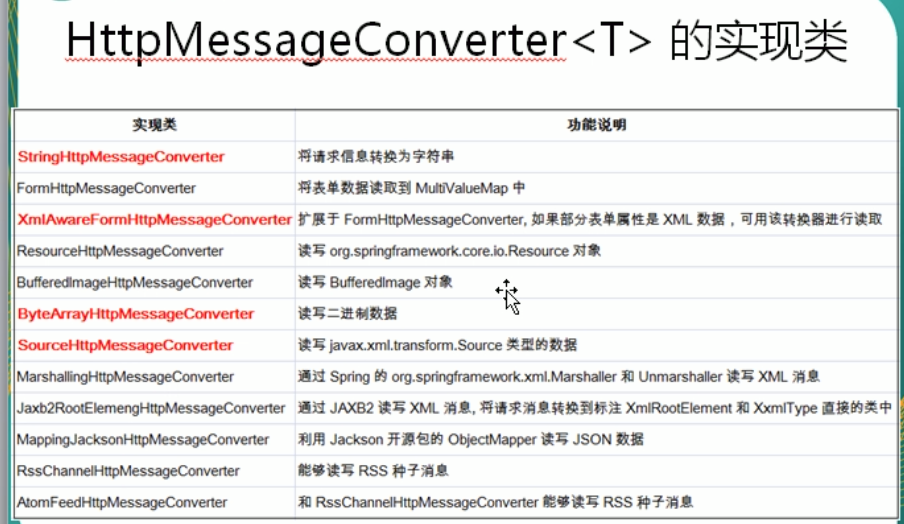 HttpMessageConverter<T> 的实现类
实现类 功能说明
StringHttpMessageConverter 将请求信息转换为字符串
FormHttpMessageConverter 将表单数据读取到 MultiValueMap 中
XmlAwareFormHttpMessageConverter 扩展于 FormHttpMessageConverter, 如果部分表单属性是 XML 数据，可用该转换器进行读取
ResourceHttpMessageConverter 读写 org.springframework.core.io.Resource 对象
BufferedImageHttpMessageConverter 读写 BufferedImage 对象
ByteArrayHttpMessageConverter 读写二进制数据
SourceHttpMessageConverter 读写 javax.xml.transform.Source 类型的数据
MarshallingHttpMessageConverter 通过 Spring 的 org.springframework.xml.Marshaller 和 Unmarshaller 读写 XML 消息
Jaxb2RootElemengHttpMessageConverter 通过 JAXB2 读写 XML 消息, 将请求消息转换到标注 XmlRootElement 和 XxmlType 直接的类中
MappingJacksonHttpMessageConverter 利用 Jackson 开源包的 ObjectMapper 读写 JSON 数据
RssChannelHttpMessageConverter 能够读写 RSS 种子消息
AtomFeedHttpMessageConverter 和 RssChannelHttpMessageConverter 能够读写 RSS 种子消息